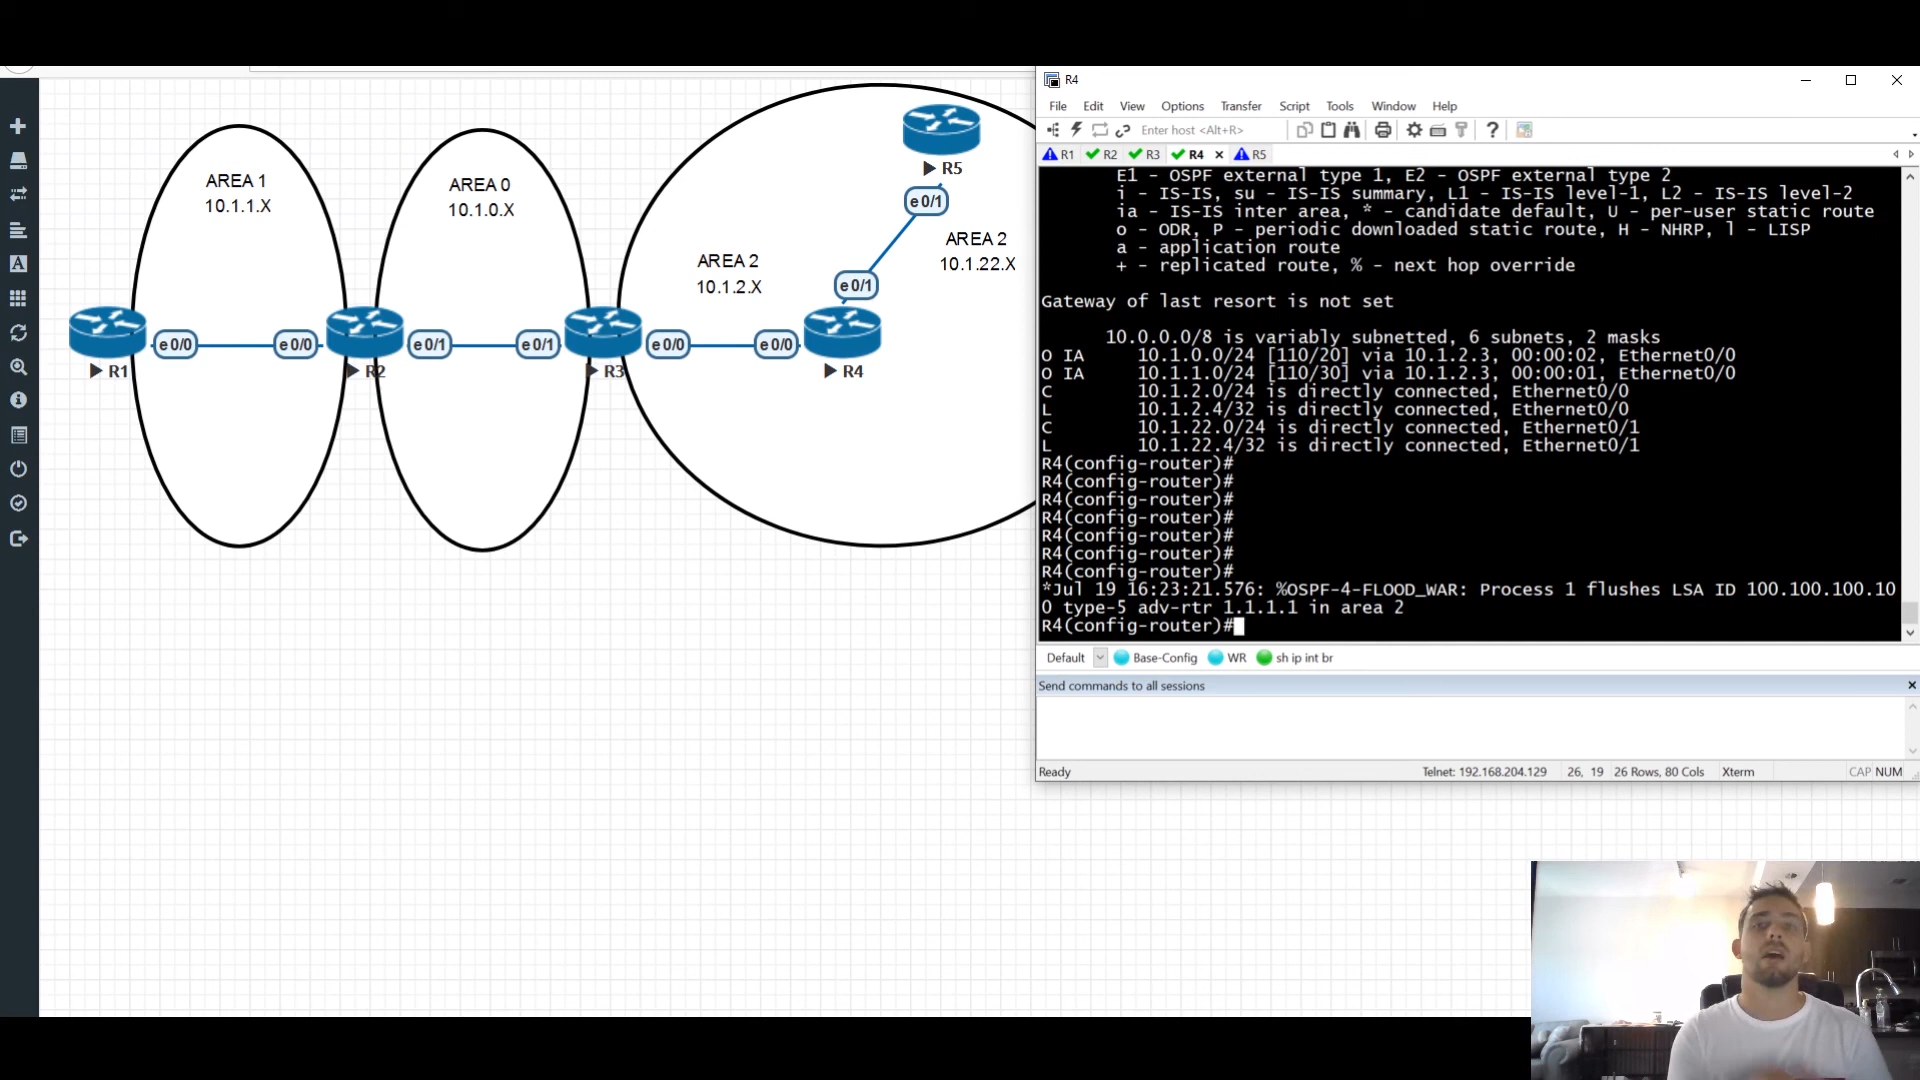 AREA 1
10.1.1.X
AREA 0
10.1.0.X
AREA 2
10.1.2.X
AREA 2
10.1.22.X
R5
e0/1
e0/1
e0/0
e0/0
e0/1
e0/1
e0/0
e0/0
R1
R2
R3
R4
R4
File Edit View Options Transfer Script Tools Window Help
Enter host <Alt+R>
R1 R2 R3 R4 R5
E1 - OSPF external type 1, E2 - OSPF external type 2
i - IS-IS, su - IS-IS summary, L1 - IS-IS level-1, L2 - IS-IS level-2
ia - IS-IS inter area, * - candidate default, U - per-user static route
o - ODR, P - periodic downloaded static route, H - NHRP, l - LISP
a - application route
+ - replicated route, % - next hop override
Gateway of last resort is not set
10.0.0.0/8 is variably subnetted, 6 subnets, 2 masks
O IA 10.1.0.0/24 [110/20] via 10.1.2.3, 00:00:02, Ethernet0/0
O IA 10.1.1.0/24 [110/30] via 10.1.2.3, 00:00:01, Ethernet0/0
C 10.1.2.0/24 is directly connected, Ethernet0/0
L 10.1.2.4/32 is directly connected, Ethernet0/0
C 10.1.22.0/24 is directly connected, Ethernet0/1
L 10.1.22.4/32 is directly connected, Ethernet0/1
R4(config-router)#
R4(config-router)#
R4(config-router)#
R4(config-router)#
R4(config-router)#
R4(config-router)#
R4(config-router)#
*Jul 19 16:23:21.576: %OSPF-4-FLOOD_WAR: Process 1 flushes LSA ID 100.100.100.10
0 type-5 adv-rtr 1.1.1.1 in area 2
R4(config-router)#
Default Base-Config WR sh ip int br
Send commands to all sessions
Ready Telnet: 192.168.204.129 26, 19 26 Rows, 80 Cols Xterm CAP NUM